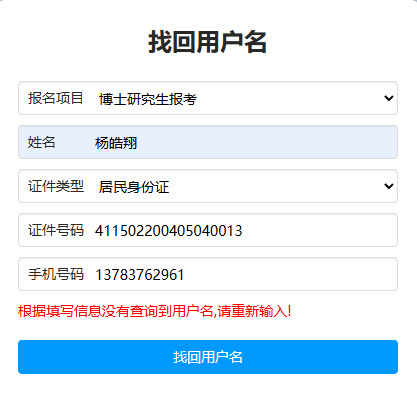 找回用户名
报名项目 博士研究生报考
姓名 杨皓翔
证件类型 居民身份证
证件号码 411502200405040013
手机号码 13783762961
根据填写信息没有查询到用户名,请重新输入!
找回用户名